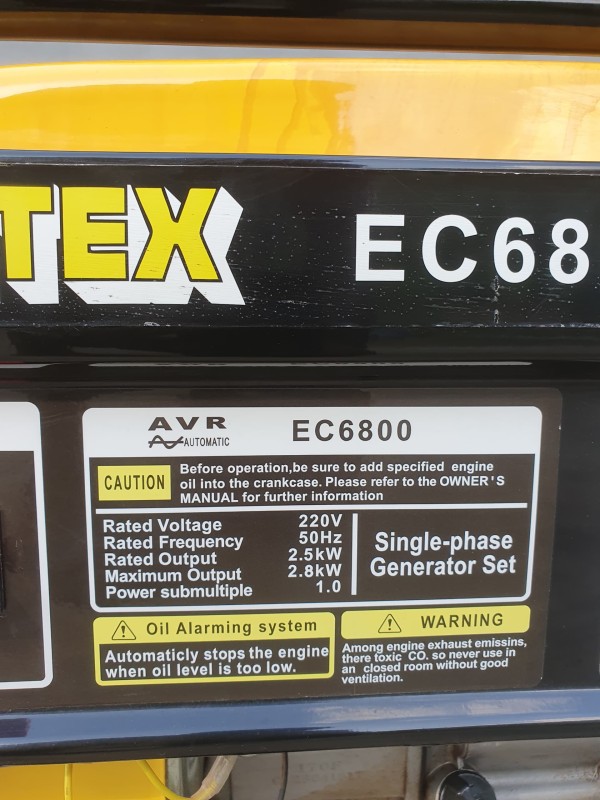 TEX EC68
AVR
AUTOMATIC
EC6800
CAUTION
Before operation,be sure to add specified engine
oil into the crankcase. Please refer to the OWNER'S
MANUAL for further information
Rated Voltage 220V
Rated Frequency 50Hz
Rated Output 2.5kW
Maximum Output 2.8kW
Power submultiple 1.0
Single-phase
Generator Set
Oil Alarming system
Automaticly stops the engine
when oil level is too low.
WARNING
Among engine exhaust emissins,
there toxic CO. so never use in
an closed room without good
ventilation.